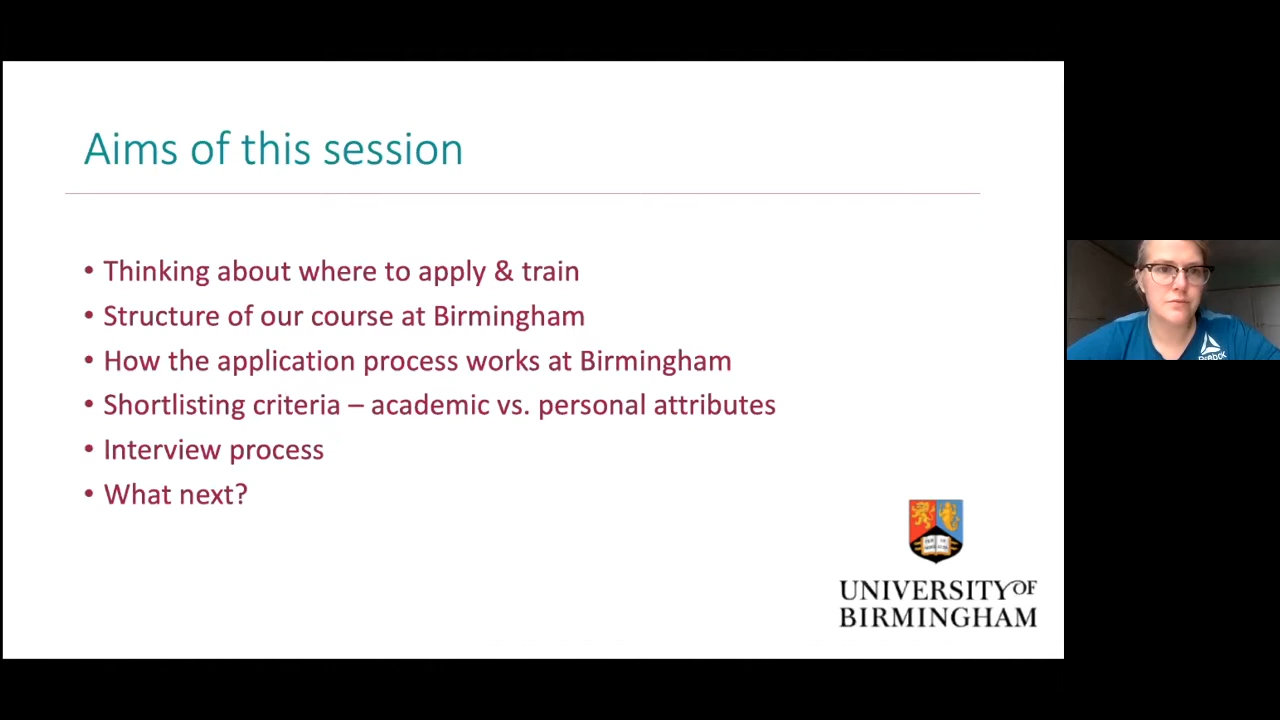 Aims of this session
• Thinking about where to apply & train
• Structure of our course at Birmingham
• How the application process works at Birmingham
• Shortlisting criteria – academic vs. personal attributes
• Interview process
• What next?
UNIVERSITY OF
BIRMINGHAM
Reebok